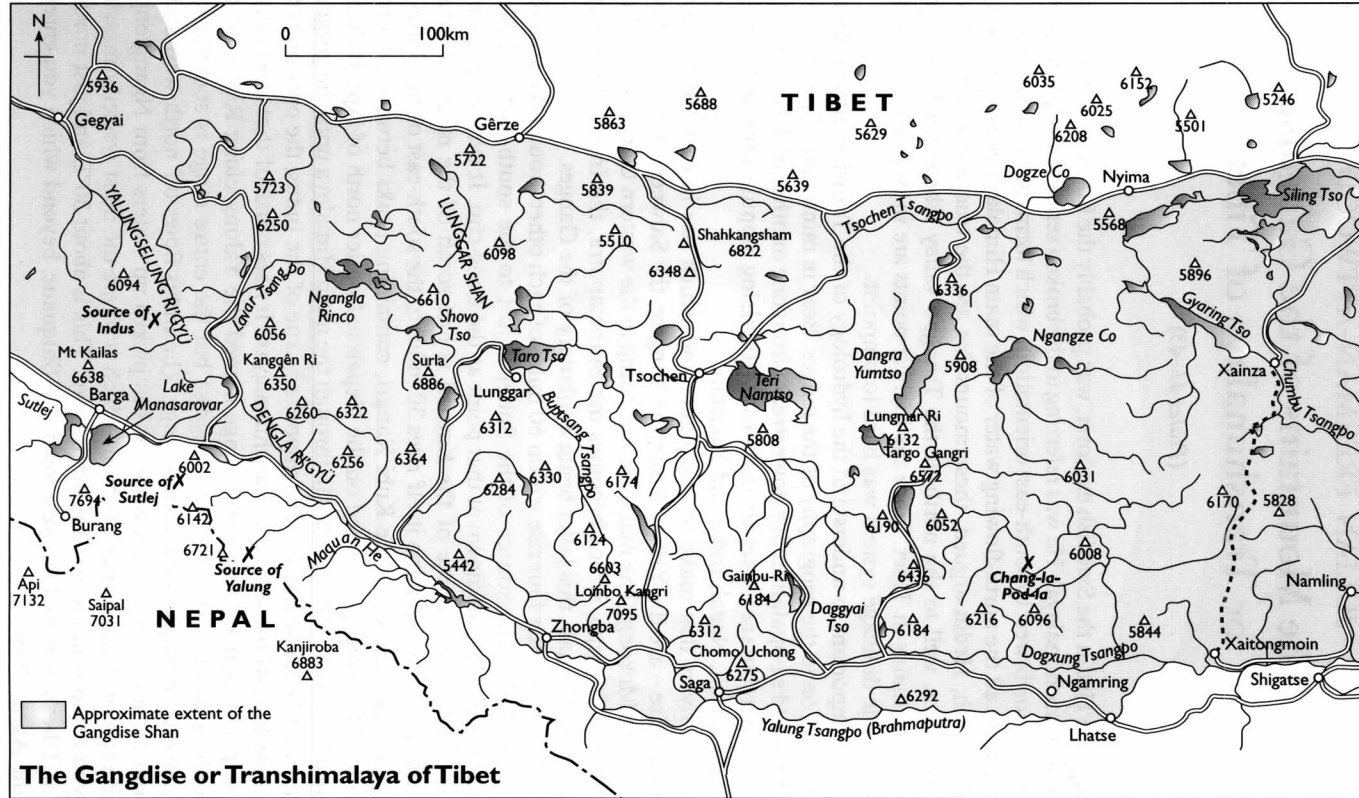 N
0
100km
TIBET
5936
Gegyai
5688
5863
Gêrze
5722
5629
6035
6152
6025
6208
5246
5501
5723
6250
5839
5639
Dogze Co
Nyima
Siling Tso
YALUNGSELUNG RI'GYÜ
LUNGGAR SHAN
6098
5510
Shahkangsham
6822
6348
Tsochen Tsangpo
5568
5896
6094
Source of
Indus
Lavar Tsangpo
Ngangla
Rinco
6610
Shovo
Tso
6336
Gyaring Tso
6056
Mt Kailas
6638
Kangqên Ri
6350
Surla
6886
Taro Tso
Lunggar
Tsochen
Teri
Namtso
Dangra
Yumtso
5908
Ngangze Co
Xainza
Chumbu Tsangpo
Sutlej
Barga
Lake
Manasarovar
6260
6322
DENGLA RI'GYÜ
6312
Buptsang Tsangpo
5808
Lungmar Ri
6132
Targo Gangri
6572
6031
6002
6256
6364
6284
6330
6174
6170
5828
Source of
Sutlej
7694
Burang
6142
6721
Source of
Yalung
Maquan He
5442
6124
6603
Loinbo Kangri
7095
Gainbu-Ri
6184
Daggyai
Tso
6190
6052
6436
6008
Chang-la-
Pod-la
6096
6216
6184
5844
Namling
Api
7132
Saipal
7031
NEPAL
Zhongba
6312
Chomo Uchong
6275
Dogxung Tsangpo
Xaitongmoin
Kanjiroba
6883
Saga
6292
Ngamring
Shigatse
Yalung Tsangpo (Brahmaputra)
Lhatse
Approximate extent of the
Gangdise Shan
The Gangdise or Transhimalaya of Tibet